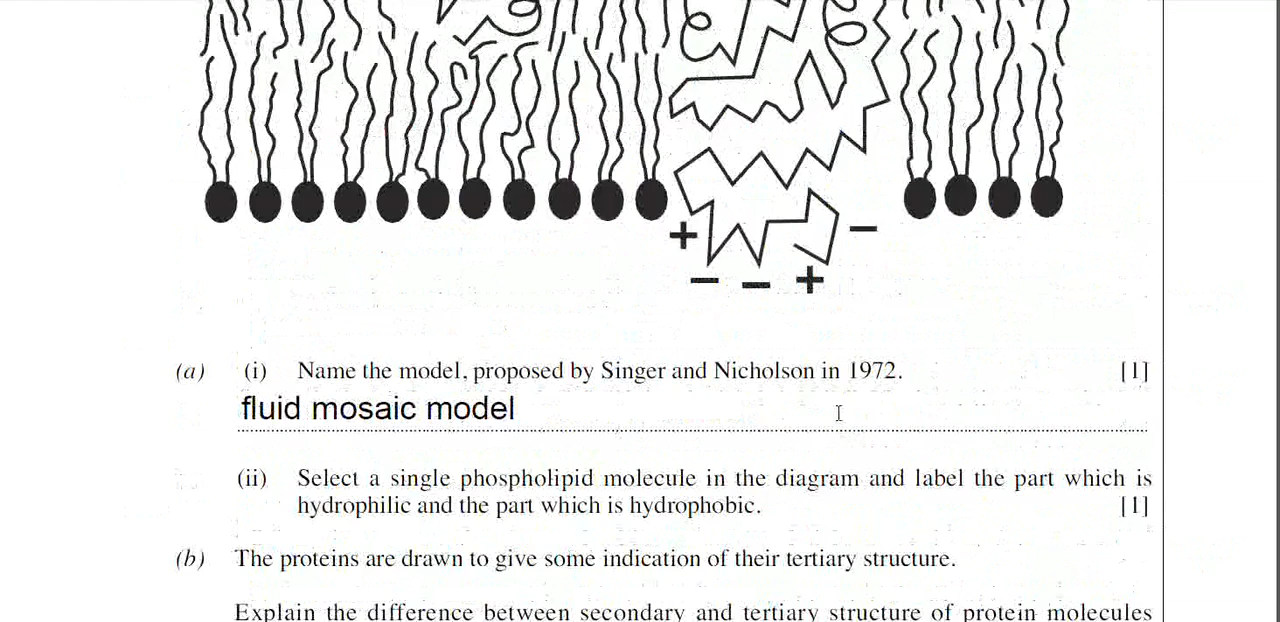 + −
− − +
(a) (i) Name the model, proposed by Singer and Nicholson in 1972. [1]
fluid mosaic model
(ii) Select a single phospholipid molecule in the diagram and label the part which is
hydrophilic and the part which is hydrophobic. [1]
(b) The proteins are drawn to give some indication of their tertiary structure.
Explain the difference between secondary and tertiary structure of protein molecules